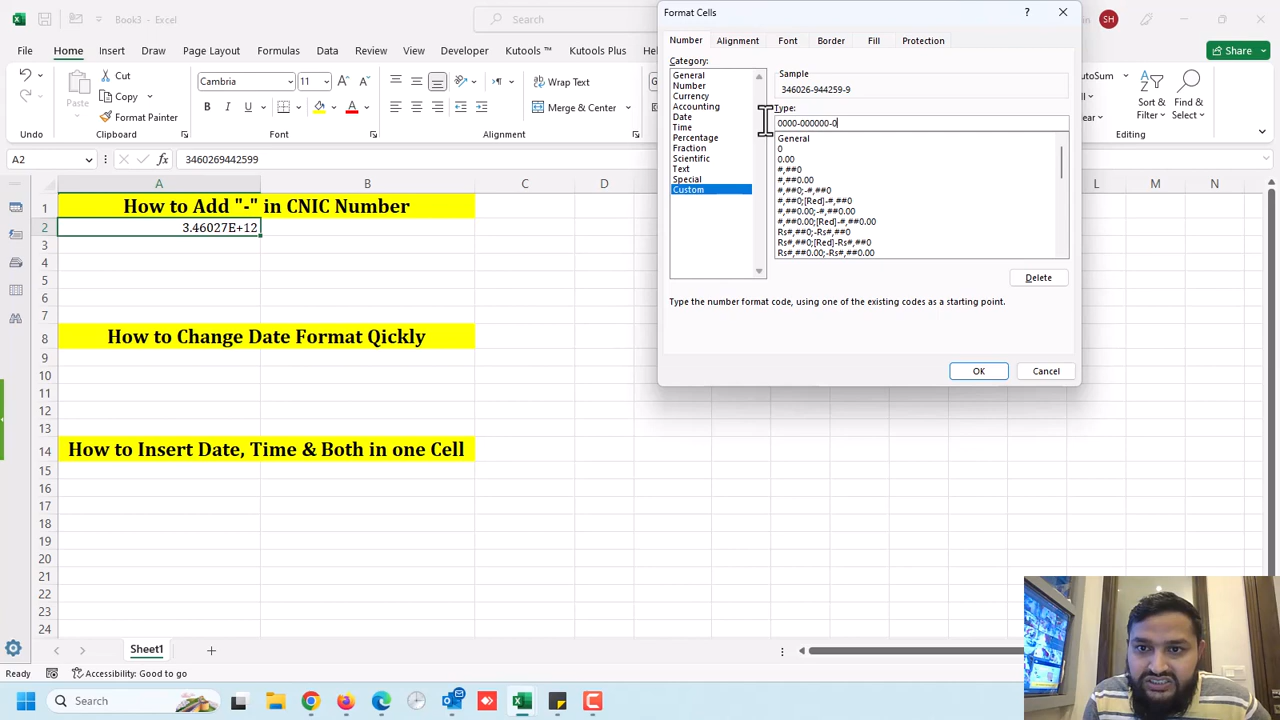 Book3 - Excel
Search
SH
File Home Insert Draw Page Layout Formulas Data Review View Developer Kutools ™ Kutools Plus
Share
Paste
Cut
Copy
Format Painter
Clipboard
Cambria 11
B I U
Font
Wrap Text
Merge & Center
Alignment
AutoSum
Sort & Filter
Find & Select
Editing
A2
fx
3460269442599
A B C D L M N
1 How to Add "-" in CNIC Number
2 3.46027E+12
3
4
5
6
7
8 How to Change Date Format Qickly
9
10
11
12
13
14 How to Insert Date, Time & Both in one Cell
15
16
17
18
19
20
21
22
23
24
Format Cells
?
Number Alignment Font Border Fill Protection
Category:
General
Number
Currency
Accounting
Date
Time
Percentage
Fraction
Scientific
Text
Special
Custom
Sample
346026-944259-9
Type:
0000-000000-0
General
0
0.00
#,##0
#,##0.00
#,##0;-#,##0
#,##0;[Red]-#,##0
#,##0.00;-#,##0.00
#,##0.00;[Red]-#,##0.00
Rs#,##0;-Rs#,##0
Rs#,##0;[Red]-Rs#,##0
Rs#,##0.00;-Rs#,##0.00
Delete
Type the number format code, using one of the existing codes as a starting point.
OK
Cancel
Sheet1
Ready
Accessibility: Good to go
Search